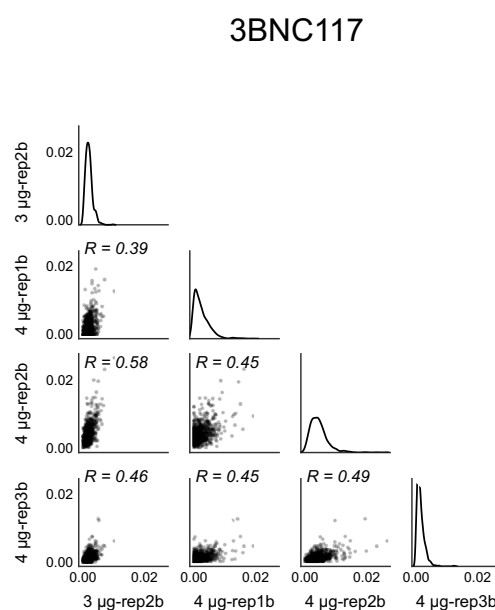 3BNC117
3 µg-rep2b
0.02
0.00
4 µg-rep1b
0.02
0.00
R = 0.39
4 µg-rep2b
0.02
0.00
R = 0.58
R = 0.45
4 µg-rep3b
0.02
0.00
R = 0.46
R = 0.45
R = 0.49
0.00 0.02 0.00 0.02 0.00 0.02 0.00 0.02
3 µg-rep2b 4 µg-rep1b 4 µg-rep2b 4 µg-rep3b